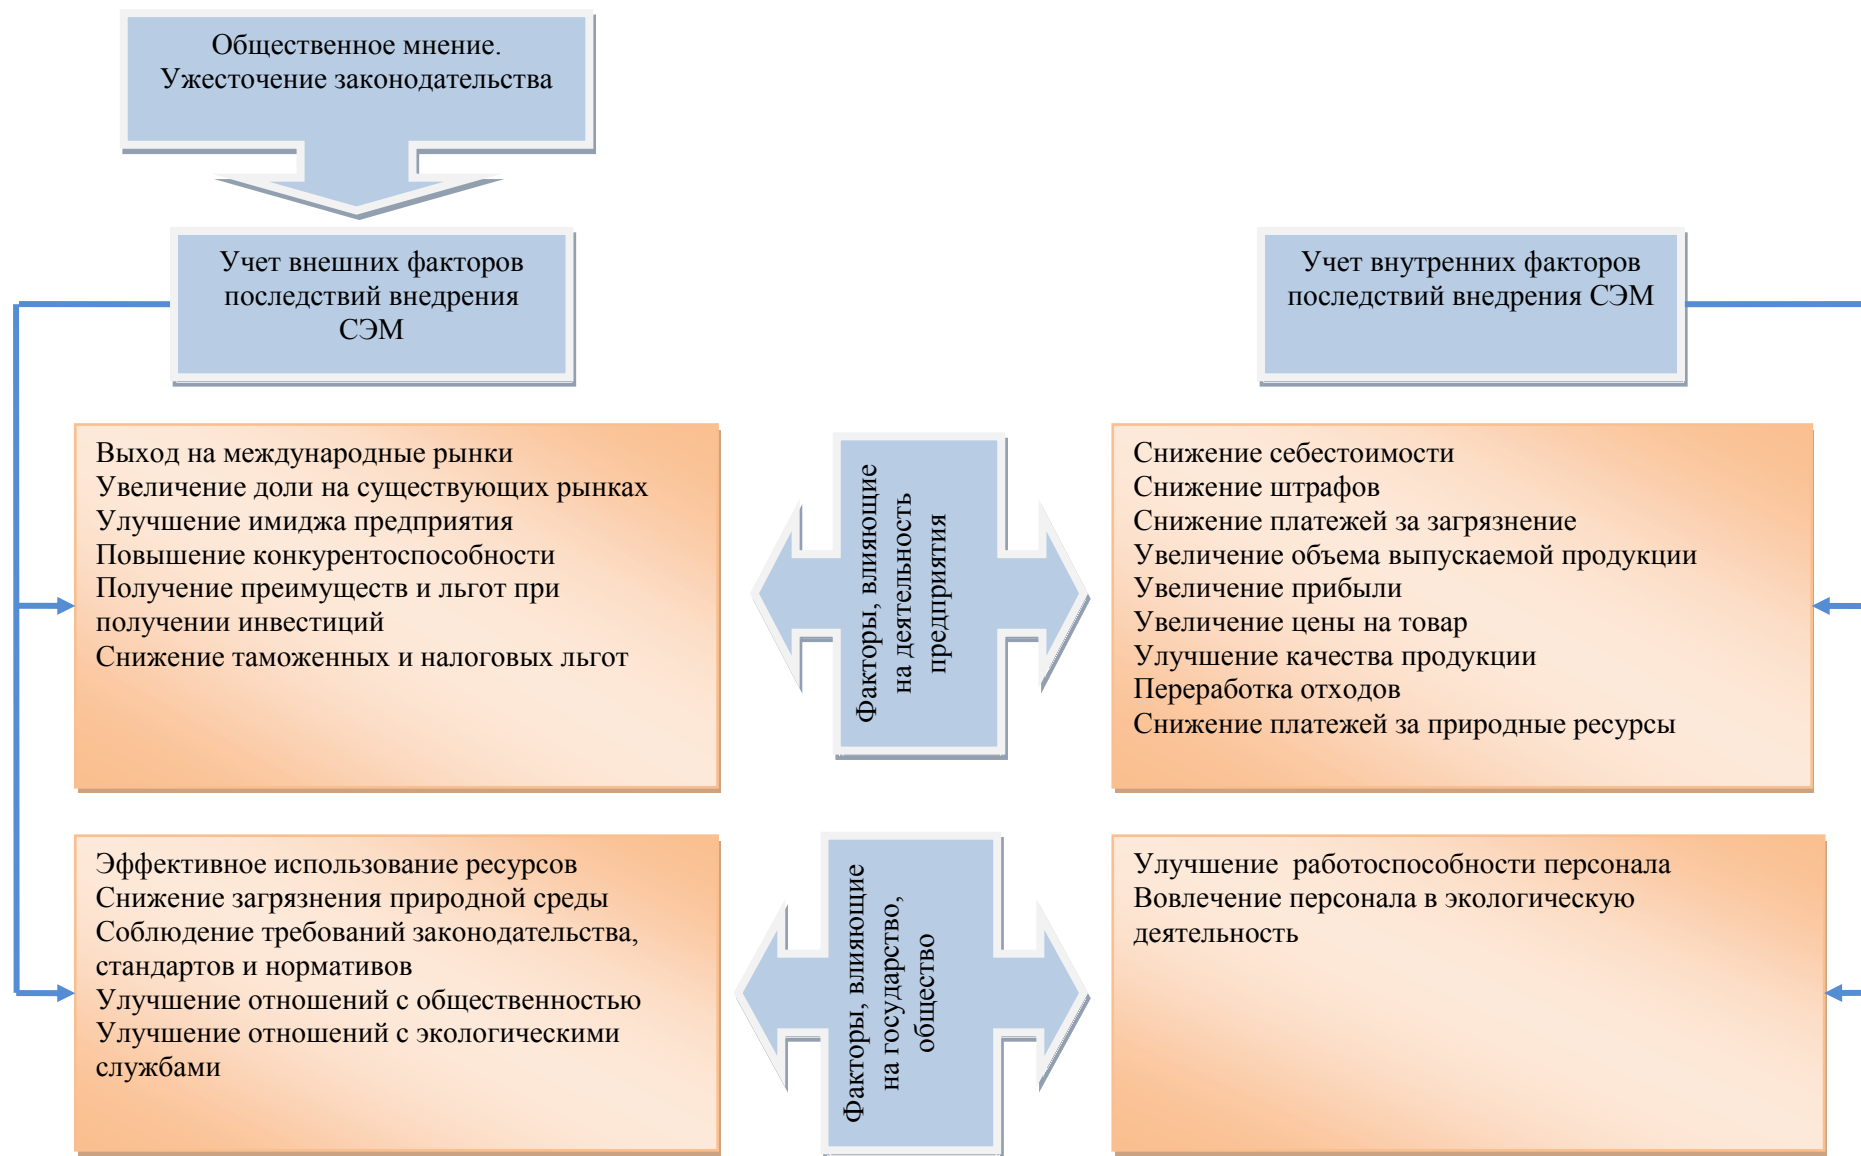 Общественное мнение.
Ужесточение законодательства
Учет внешних факторов
последствий внедрения
СЭМ
Учет внутренних факторов
последствий внедрения СЭМ
Выход на международные рынки
Увеличение доли на существующих рынках
Улучшение имиджа предприятия
Повышение конкурентоспособности
Получение преимуществ и льгот при
получении инвестиций
Снижение таможенных и налоговых льгот
Факторы, влияющие
на деятельность
предприятия
Снижение себестоимости
Снижение штрафов
Снижение платежей за загрязнение
Увеличение объема выпускаемой продукции
Увеличение прибыли
Увеличение цены на товар
Улучшение качества продукции
Переработка отходов
Снижение платежей за природные ресурсы
Эффективное использование ресурсов
Снижение загрязнения природной среды
Соблюдение требований законодательства,
стандартов и нормативов
Улучшение отношений с общественностью
Улучшение отношений с экологическими
службами
Факторы, влияющие
на государство,
общество
Улучшение  работоспособности персонала
Вовлечение персонала в экологическую
деятельность